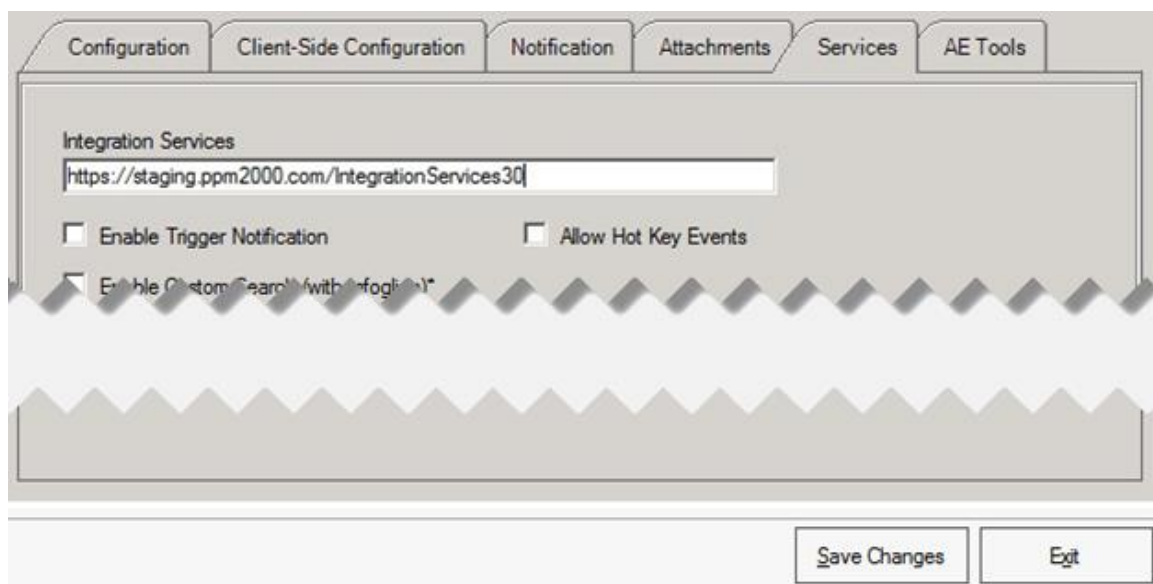 Configuration Client-Side Configuration Notification Attachments Services AE Tools
Integration Services
https://staging.ppm2000.com/IntegrationServices30
Enable Trigger Notification Allow Hot Key Events
Save Changes Exit